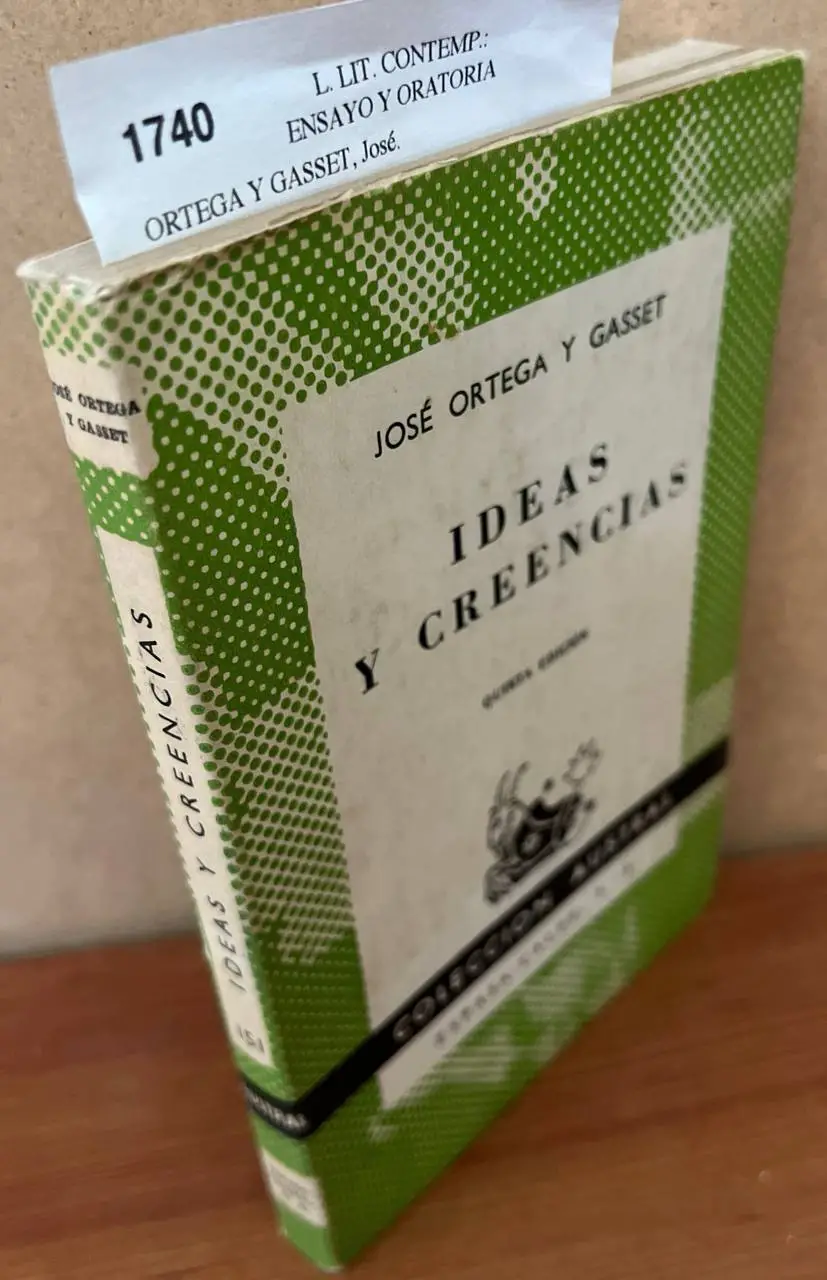 L. LIT. CONTEMP.:
1740 ENSAYO Y ORATORIA
ORTEGA Y GASSET, José.
JOSÉ ORTEGA Y GASSET
IDEAS
Y CREENCIAS
QUINTA EDICIÓN
COLECCION AUSTRAL
ESPASA CALPE, S. A.
JOSÉ ORTEGA
Y GASSET
IDEAS Y CREENCIAS
151
AUSTRAL